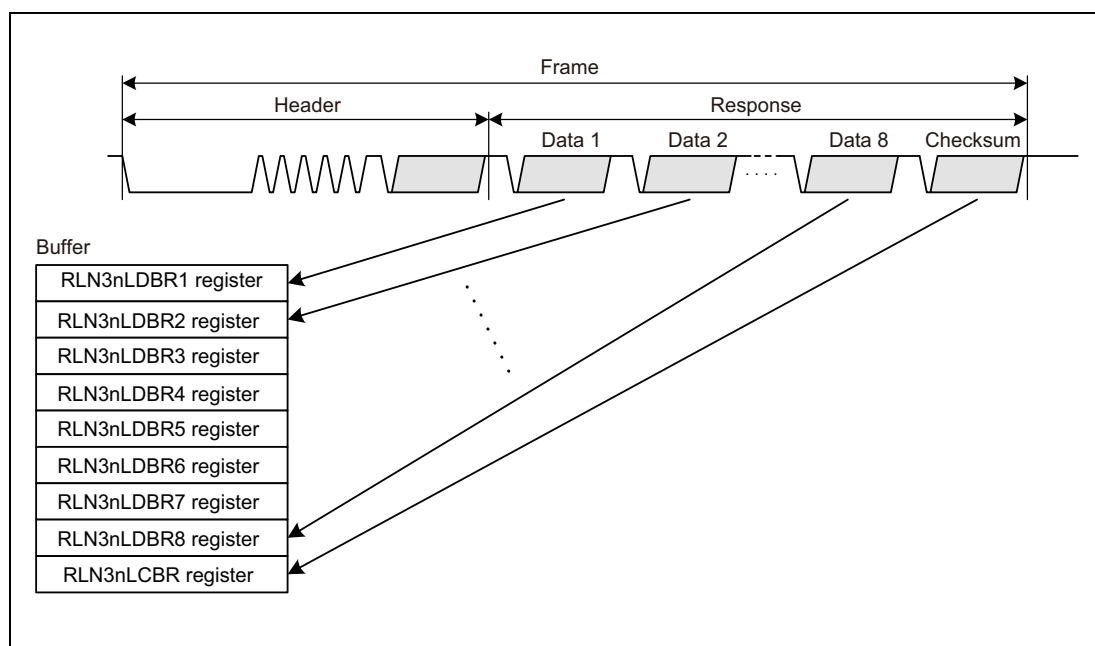 Frame
Header Response
Data 1 Data 2 Data 8 Checksum
Buffer
RLN3nLDBR1 register
RLN3nLDBR2 register
RLN3nLDBR3 register
RLN3nLDBR4 register
RLN3nLDBR5 register
RLN3nLDBR6 register
RLN3nLDBR7 register
RLN3nLDBR8 register
RLN3nLCBR register